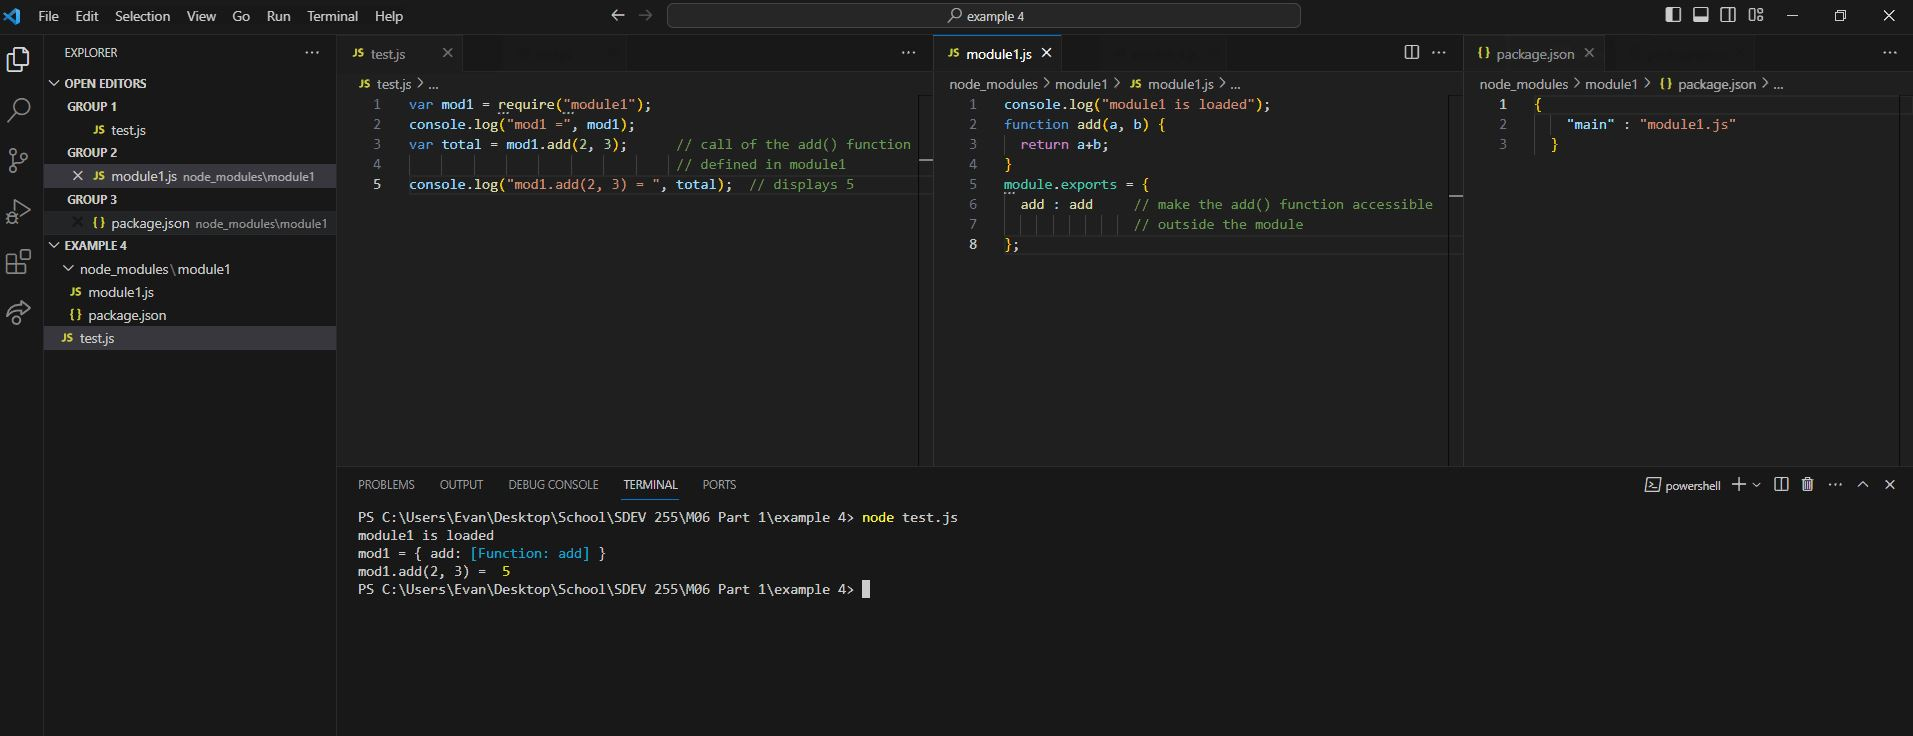 File Edit Selection View Go Run Terminal Help
example 4
EXPLORER
OPEN EDITORS
GROUP 1
JS test.js
GROUP 2
JS module1.js node_modules\module1
GROUP 3
{} package.json node_modules\module1
EXAMPLE 4
node_modules\module1
JS module1.js
{} package.json
JS test.js
JS test.js
JS test.js > ...
1 var mod1 = require("module1");
2 console.log("mod1 =", mod1);
3 var total = mod1.add(2, 3);      // call of the add() function
4                                  // defined in module1
5 console.log("mod1.add(2, 3) = ", total);  // displays 5
JS module1.js
node_modules > module1 > JS module1.js > ...
1 console.log("module1 is loaded");
2 function add(a, b) {
3   return a+b;
4 }
5 module.exports = {
6   add : add     // make the add() function accessible
7                 // outside the module
8 };
{} package.json
node_modules > module1 > {} package.json > ...
1 {
2     "main" : "module1.js"
3   }
PROBLEMS OUTPUT DEBUG CONSOLE TERMINAL PORTS
powershell
PS C:\Users\Evan\Desktop\School\SDEV 255\M06 Part 1\example 4> node test.js
module1 is loaded
mod1 = { add: [Function: add] }
mod1.add(2, 3) =  5
PS C:\Users\Evan\Desktop\School\SDEV 255\M06 Part 1\example 4>